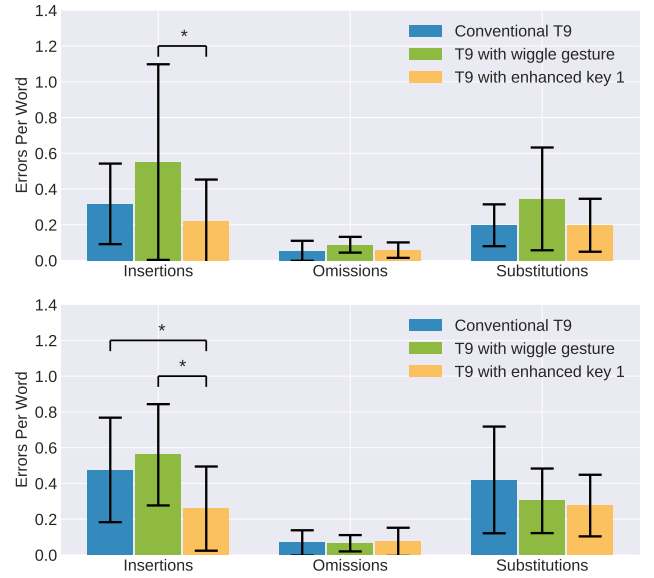 1.4
1.2
1.0
0.8
0.6
0.4
0.2
0.0
Errors Per Word
*
Conventional T9
T9 with wiggle gesture
T9 with enhanced key 1
Insertions Omissions Substitutions
1.4
1.2
1.0
0.8
0.6
0.4
0.2
0.0
Errors Per Word
*
*
Conventional T9
T9 with wiggle gesture
T9 with enhanced key 1
Insertions Omissions Substitutions